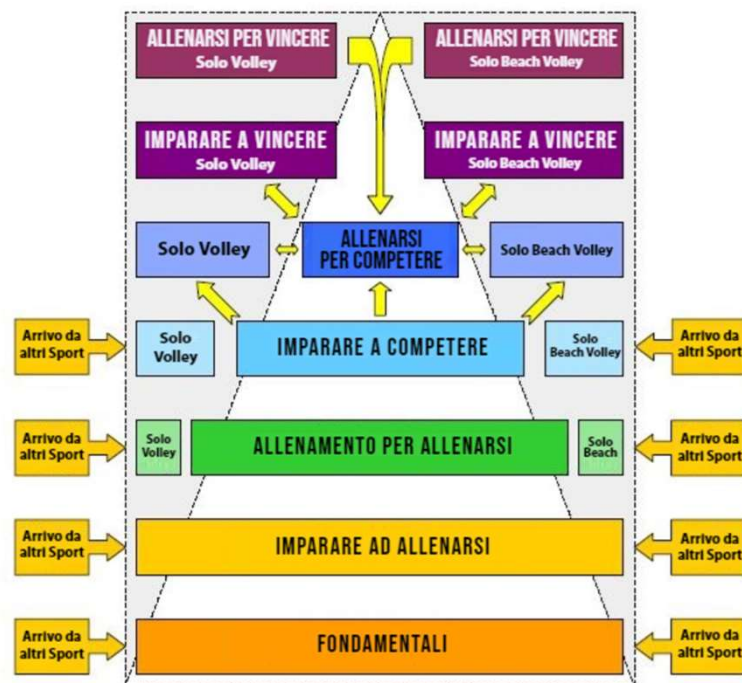 ALLENARSI PER VINCERE
Solo Volley
ALLENARSI PER VINCERE
Solo Beach Volley
IMPARARE A VINCERE
Solo Volley
IMPARARE A VINCERE
Solo Beach Volley
Solo Volley
ALLENARSI
PER COMPETERE
Solo Beach Volley
Arrivo da
altri Sport
Solo
Volley
IMPARARE A COMPETERE
Solo
Beach Volley
Arrivo da
altri Sport
Arrivo da
altri Sport
Solo
Volley
ALLENAMENTO PER ALLENARSI
Solo
Beach
Arrivo da
altri Sport
Arrivo da
altri Sport
IMPARARE AD ALLENARSI
Arrivo da
altri Sport
Arrivo da
altri Sport
FONDAMENTALI
Arrivo da
altri Sport